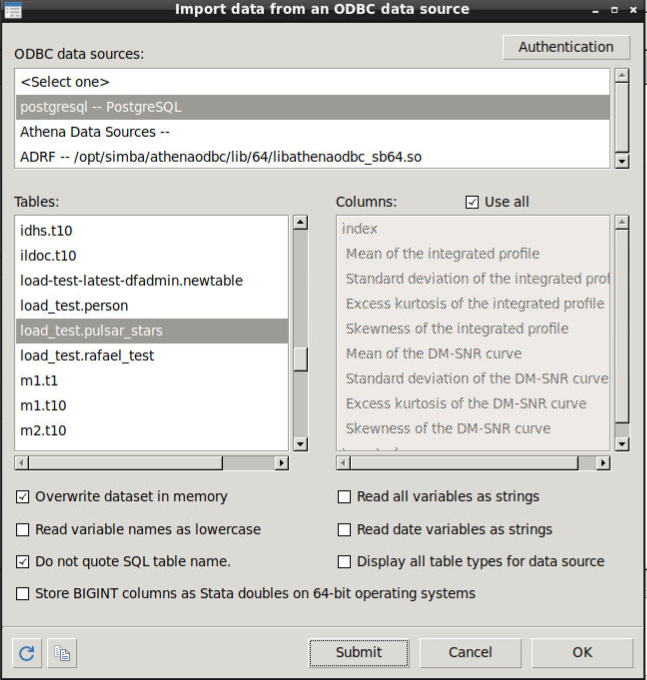 Import data from an ODBC data source
ODBC data sources:
Authentication
<Select one>
postgresql -- PostgreSQL
Athena Data Sources --
ADRF -- /opt/simba/athenaodbc/lib/64/libathenaodbc_sb64.so
Tables:
idhs.t10
ildoc.t10
load-test-latest-dfadmin.newtable
load_test.person
load_test.pulsar_stars
load_test.rafael_test
m1.t1
m1.t10
m2.t10
Columns:
Use all
index
Mean of the integrated profile
Standard deviation of the integrated prof
Excess kurtosis of the integrated profile
Skewness of the integrated profile
Mean of the DM-SNR curve
Standard deviation of the DM-SNR curve
Excess kurtosis of the DM-SNR curve
Skewness of the DM-SNR curve
Overwrite dataset in memory
Read all variables as strings
Read variable names as lowercase
Read date variables as strings
Do not quote SQL table name.
Display all table types for data source
Store BIGINT columns as Stata doubles on 64-bit operating systems
Submit
Cancel
OK